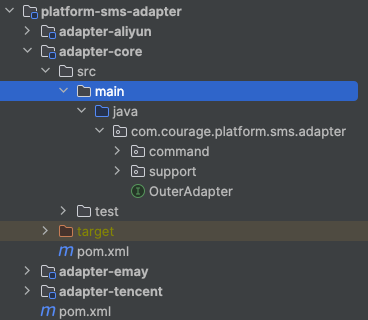 platform-sms-adapter
adapter-aliyun
adapter-core
src
main
java
com.courage.platform.sms.adapter
command
support
OuterAdapter
test
target
pom.xml
adapter-emay
adapter-tencent
pom.xml